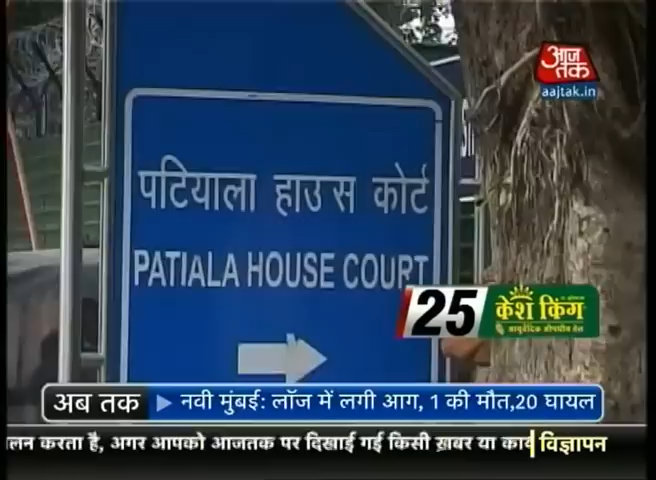 आज तक
aajtak.in
पटियाला हाउस कोर्ट
PATIALA HOUSE COURT
25 केश किंग
आयुर्वेदिक औषधीय तेल
अब तक
नवी मुंबई: लॉज में लगी आग, 1 की मौत,20 घायल
लन करता है, अगर आपको आजतक पर दिखाई गई किसी ख़बर या कार्य
विज्ञापन